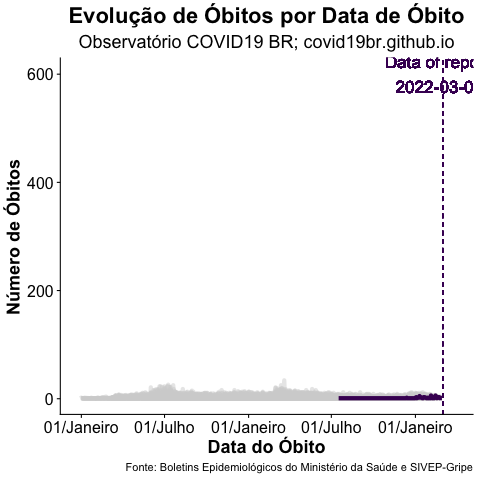 Evolução de Óbitos por Data de Óbito
Observatório COVID19 BR; covid19br.github.io
Data of repo
2022-03-0
600
400
200
0
Número de Óbitos
01/Janeiro 01/Julho 01/Janeiro 01/Julho 01/Janeiro
Data do Óbito
Fonte: Boletins Epidemiológicos do Ministério da Saúde e SIVEP-Gripe